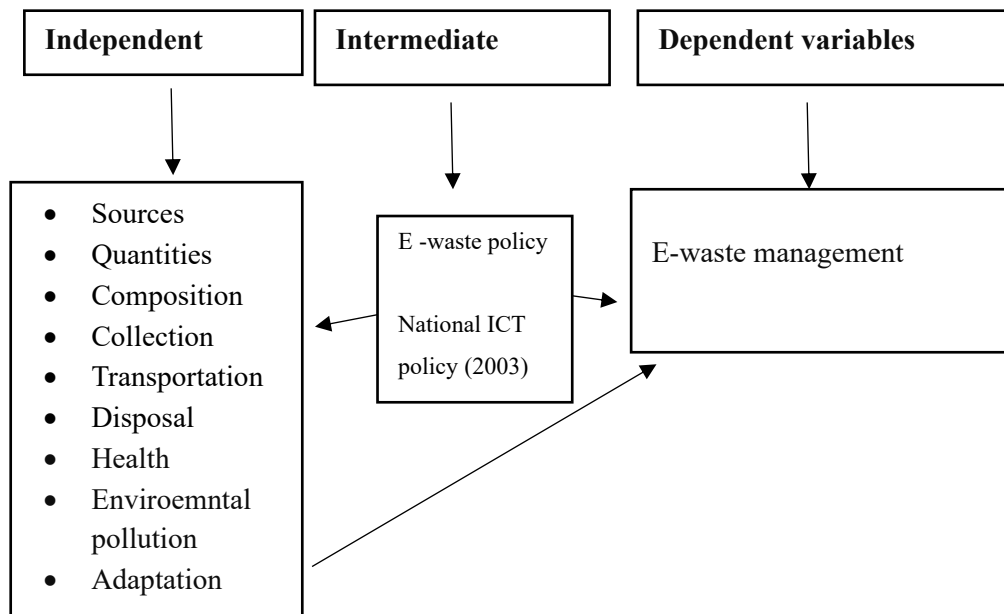 Independent
Intermediate
Dependent variables
• Sources
• Quantities
• Composition
• Collection
• Transportation
• Disposal
• Health
• Enviroemntal
pollution
• Adaptation
E -waste policy
National ICT
policy (2003)
E-waste management